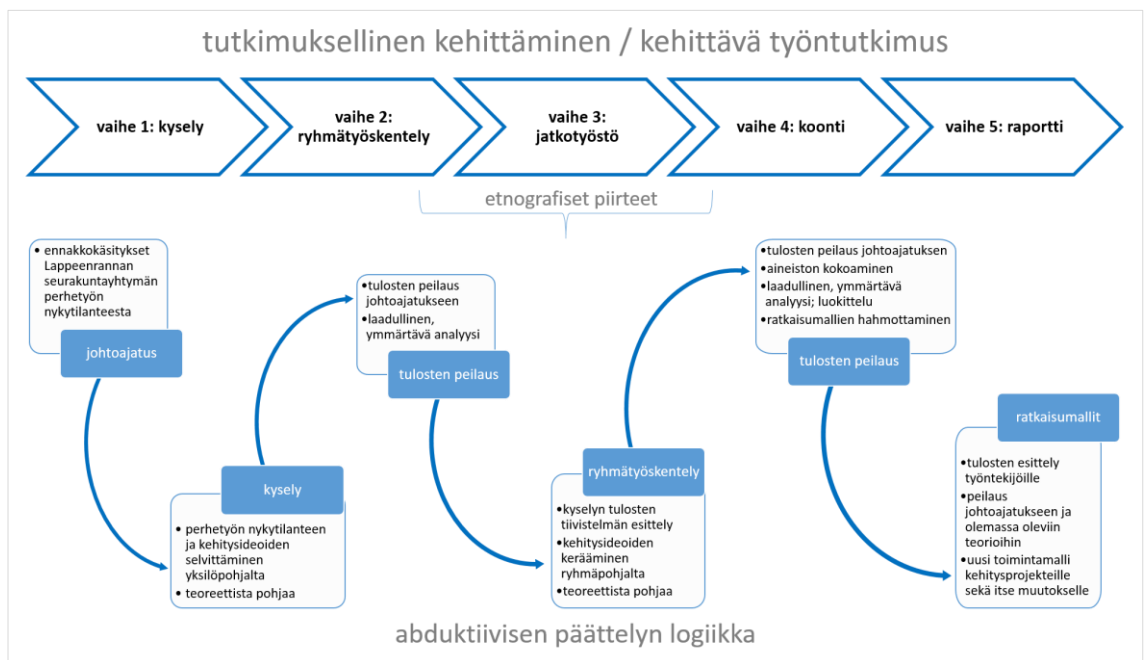 tutkimuksellinen kehittäminen / kehittävä työntutkimus
vaihe 1: kysely
vaihe 2:
ryhmätyöskentely
vaihe 3:
jatkotyöstö
vaihe 4: koonti
vaihe 5: raportti
etnografiset piirteet
• ennakkokäsitykset
Lappeenrannan
seurakuntayhtymän
perhetyön
nykytilanteesta
johtoajatus
kysely
• perhetyön nykytilanteen
ja kehitysideoiden
selvittäminen
yksilöpohjalta
• teoreettista pohjaa
•tulosten peilaus
johtoajatukseen
•laadullinen,
ymmärtävä analyysi
tulosten peilaus
ryhmätyöskentely
•kyselyn tulosten
tiivistelmän esittely
•kehitysideoiden
kerääminen
ryhmäpohjalta
•teoreettista pohjaa
•tulosten peilaus johtoajatuksen
•aineiston kokoaminen
•laadullinen, ymmärtävä
analyysi; luokittelu
•ratkaisumallien hahmottaminen
tulosten peilaus
ratkaisumallit
•tulosten esittely
työntekijöille
•peilaus
johtoajatukseen ja
olemassa oleviin
teorioihin
•uusi toimintamalli
kehitysprojekteille
sekä itse muutokselle
abduktiivisen päättelyn logiikka